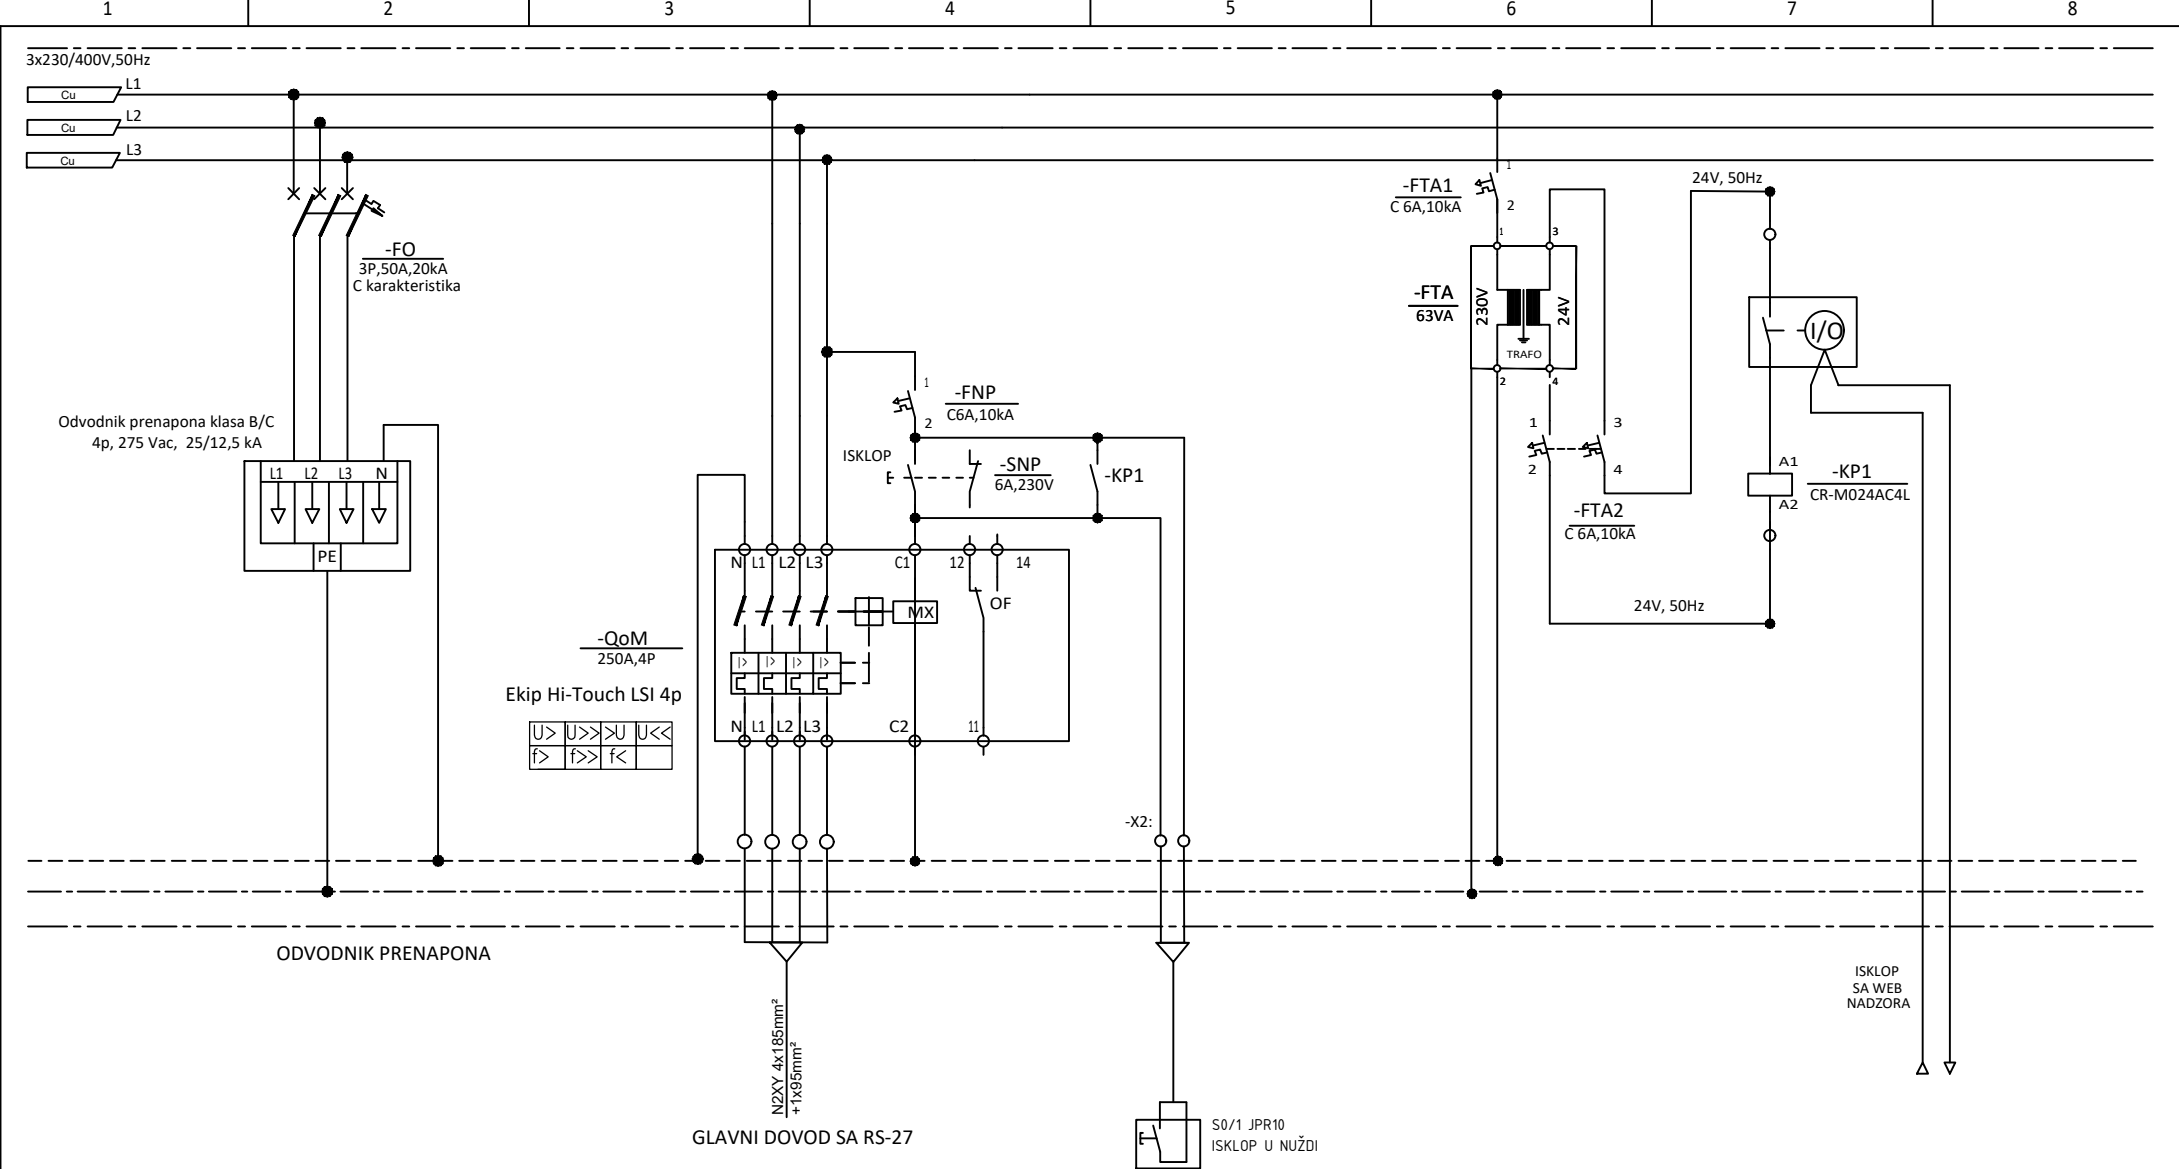 1
2
3
4
5
6
7
8
3x230/400V,50Hz
Cu
L1
Cu
L2
Cu
L3
-FO
3P,50A,20kA
C karakteristika
Odvodnik prenapona klasa B/C
4p, 275 Vac, 25/12,5 kA
L1
L2
L3
N
PE
ODVODNIK PRENAPONA
-QoM
250A,4P
Ekip Hi-Touch LSI 4p
U>
U>>
>U
U<<
f>
f>>
f<
1
2
-FNP
C6A,10kA
ISKLOP
-SNP
6A,230V
-KP1
N
L1
L2
L3
C1
12
14
OF
MX
I>
I>
I>
I>
N
L1
L2
L3
C2
11
N2XY 4x185mm²
+1x95mm²
GLAVNI DOVOD SA RS-27
-X2:
S0/1 JPR10
ISKLOP U NUŽDI
-FTA1
C 6A,10kA
1
2
1
3
-FTA
63VA
230V
24V
TRAFO
2
4
1
3
2
4
-FTA2
C 6A,10kA
24V, 50Hz
I/O
A1
A2
-KP1
CR-M024AC4L
24V, 50Hz
ISKLOP
SA WEB
NADZORA